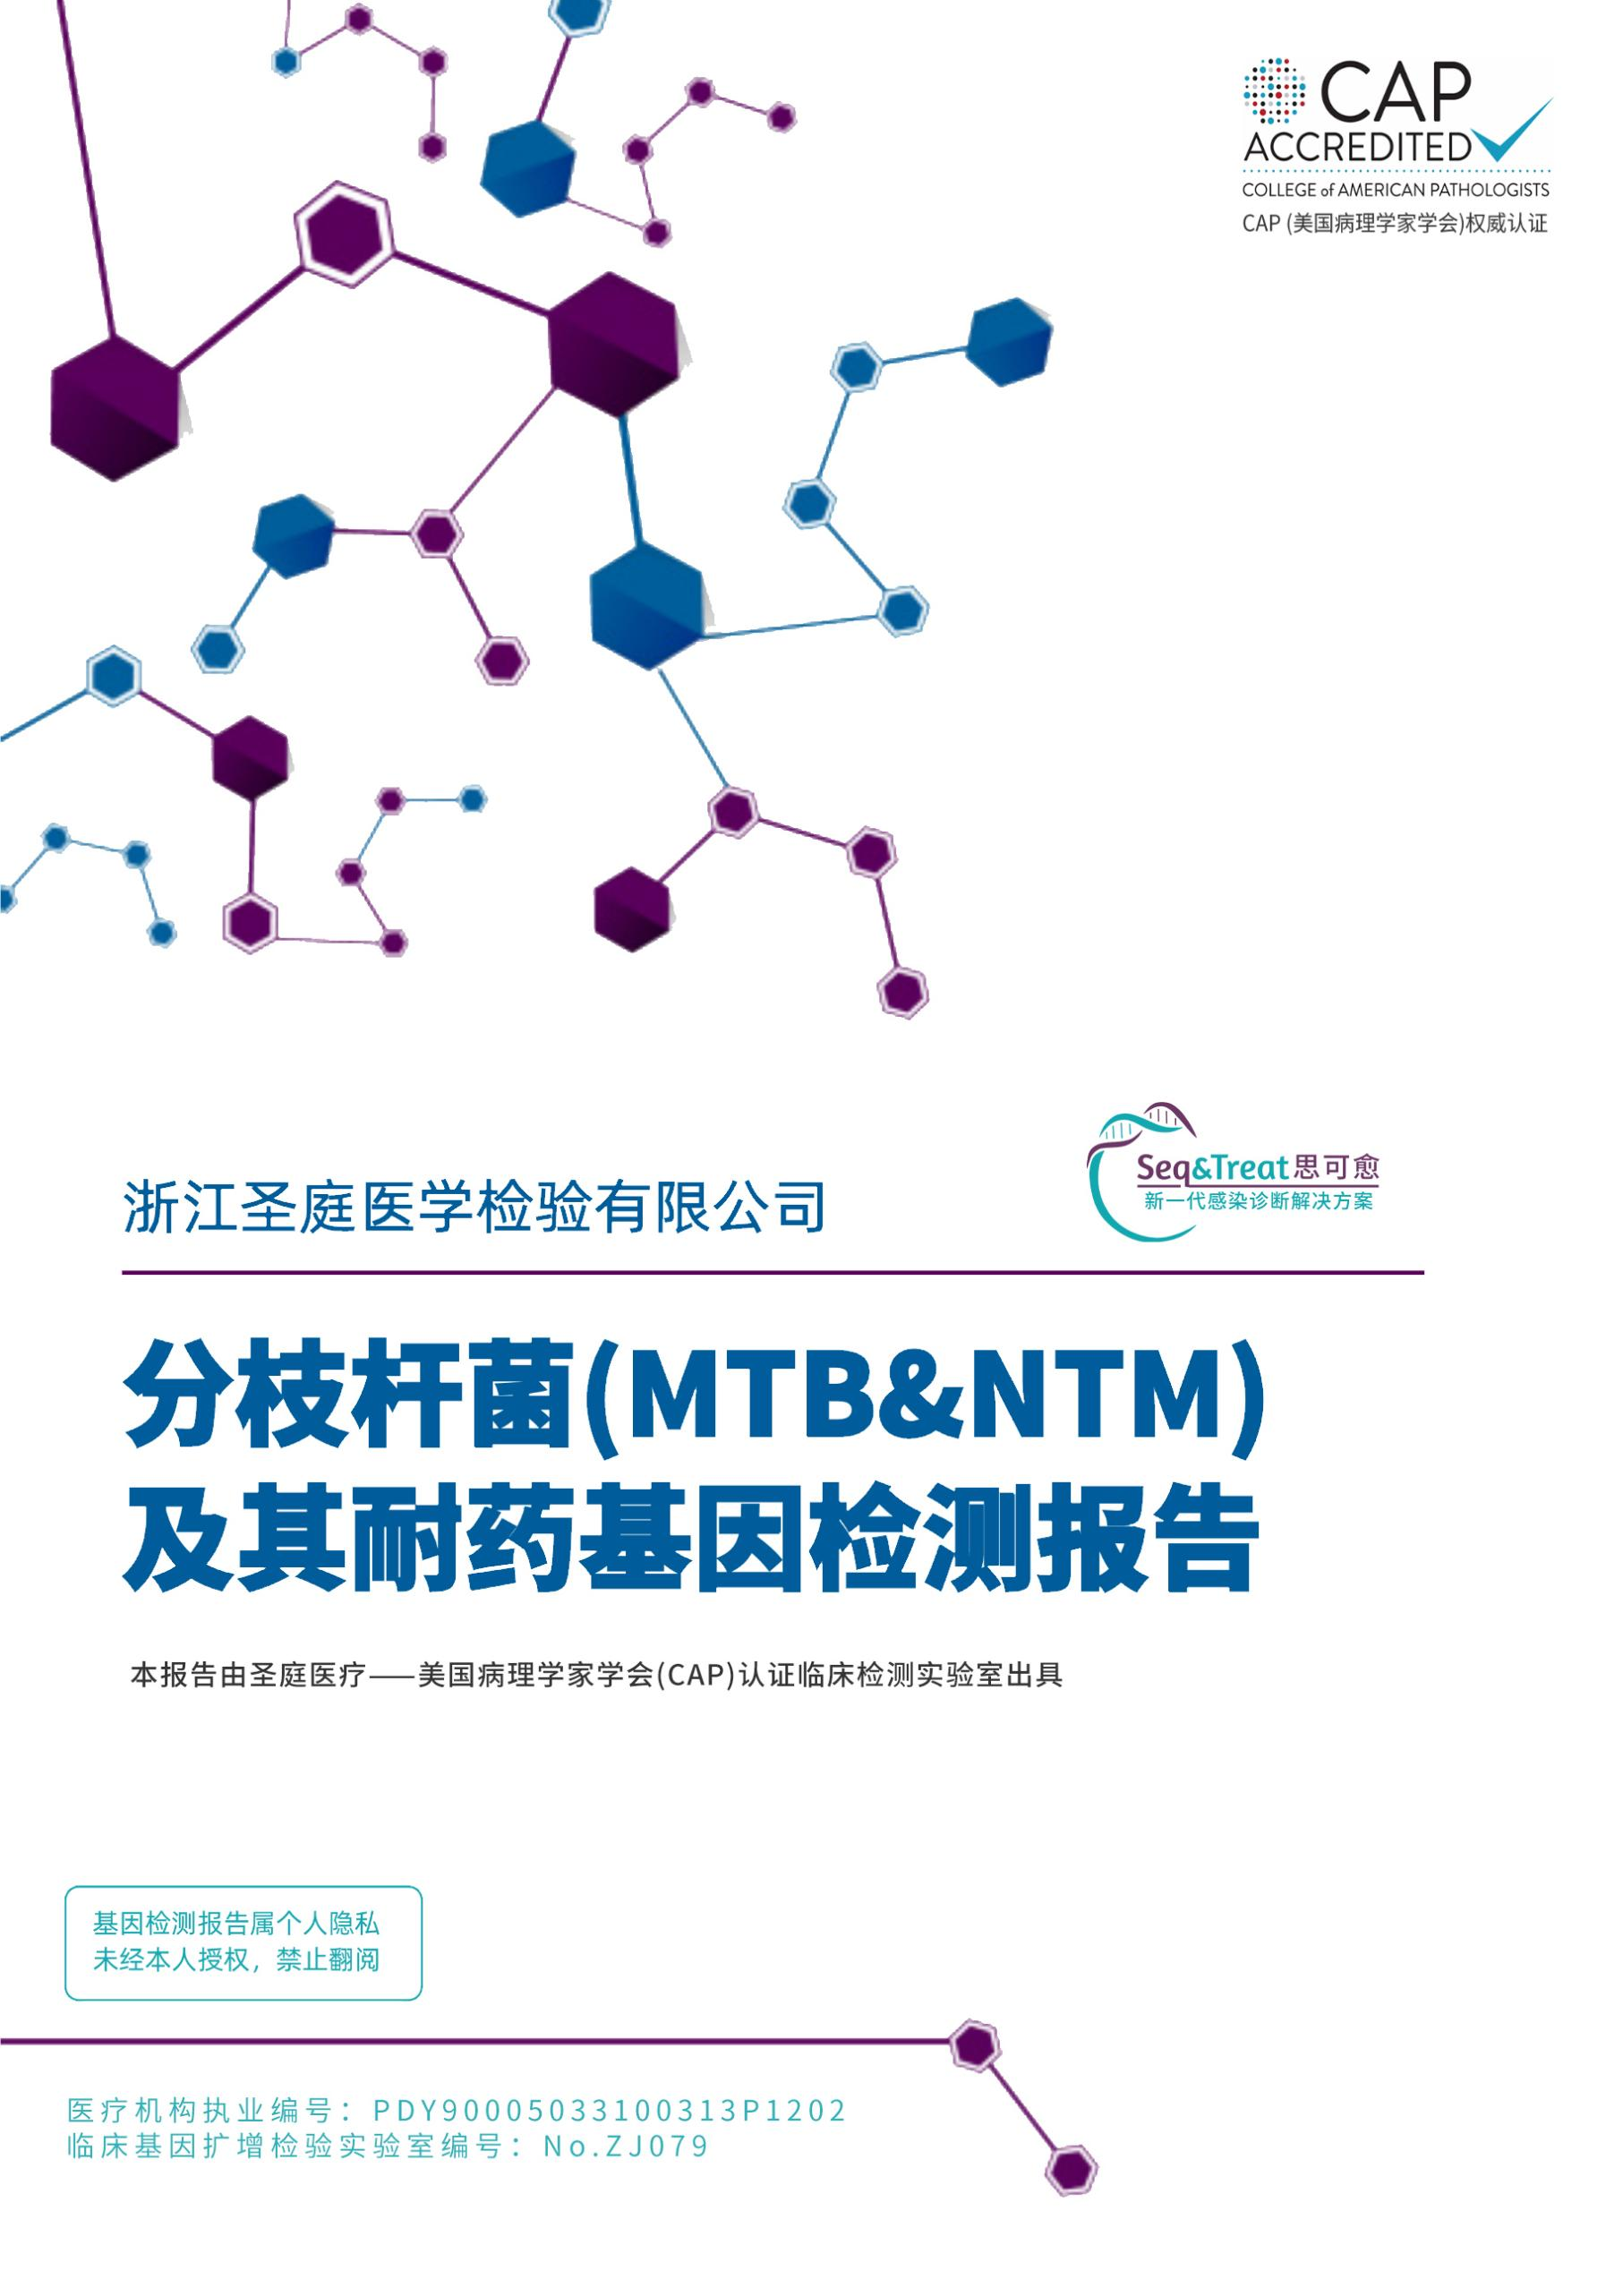 CAP
ACCREDITED
COLLEGE of AMERICAN PATHOLOGISTS
CAP (美国病理学家学会)权威认证
Seq&Treat思可愈
新一代感染诊断解决方案
浙江圣庭医学检验有限公司
分枝杆菌(MTB&NTM)
及其耐药基因检测报告
本报告由圣庭医疗——美国病理学家学会(CAP)认证临床检测实验室出具
基因检测报告属个人隐私
未经本人授权，禁止翻阅
医疗机构执业编号：PDY90005033100313P1202
临床基因扩增检验实验室编号：No.ZJ079